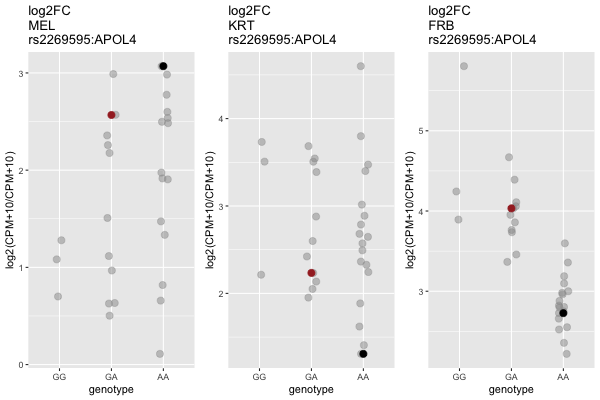 log2FC
MEL
rs2269595:APOL4
log2(CPM+10/CPM+10)
3
2
1
0
GG GA AA
genotype
log2FC
KRT
rs2269595:APOL4
log2(CPM+10/CPM+10)
4
3
2
GG GA AA
genotype
log2FC
FRB
rs2269595:APOL4
log2(CPM+10/CPM+10)
5
4
3
GG GA AA
genotype